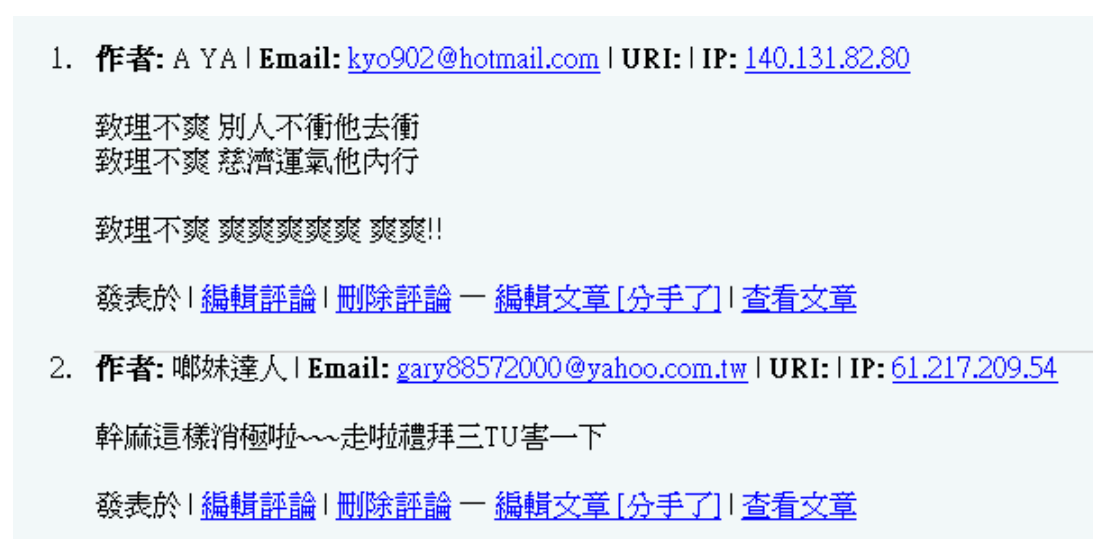 1. 作者: A YA | Email: kyo902@hotmail.com | URI: | IP: 140.131.82.80
致理不爽 別人不衝他去衝
致理不爽 慈濟運氣他內行
致理不爽 爽爽爽爽爽 爽爽!!
發表於 | 編輯評論 | 刪除評論 — 編輯文章 [分手了] | 查看文章
2. 作者: 啷妹達人 | Email: gary88572000@yahoo.com.tw | URI: | IP: 61.217.209.54
幹麻這樣消極啦~~~走啦禮拜三TU害一下
發表於 | 編輯評論 | 刪除評論 — 編輯文章 [分手了] | 查看文章